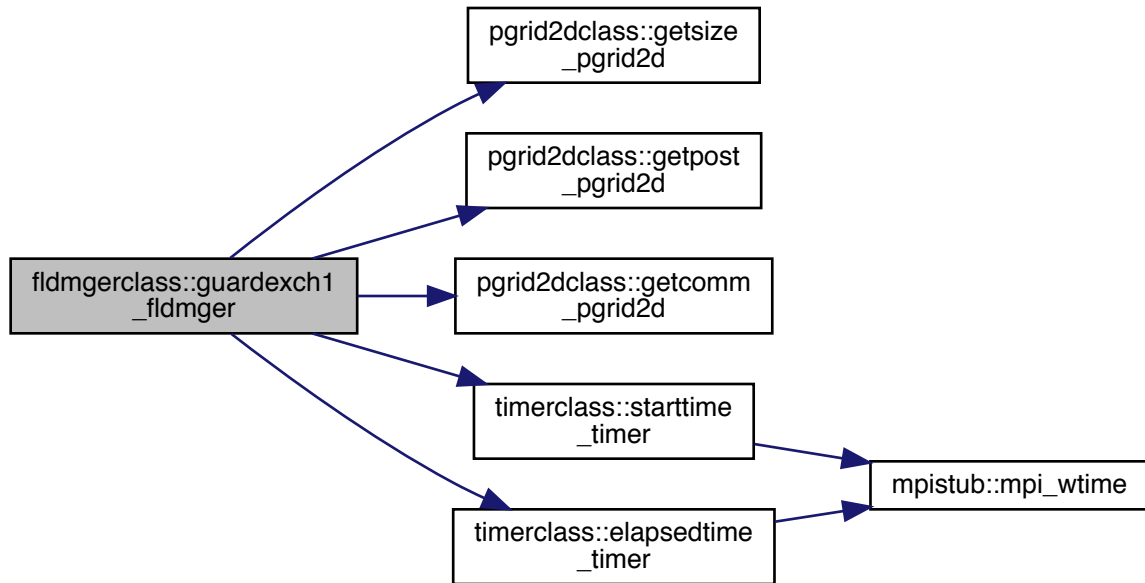 pgrid2dclass::getsize
_pgrid2d
pgrid2dclass::getpost
_pgrid2d
fldmgerclass::guardexch1
_fldmger
pgrid2dclass::getcomm
_pgrid2d
timerclass::starttime
_timer
mpistub::mpi_wtime
timerclass::elapsedtime
_timer